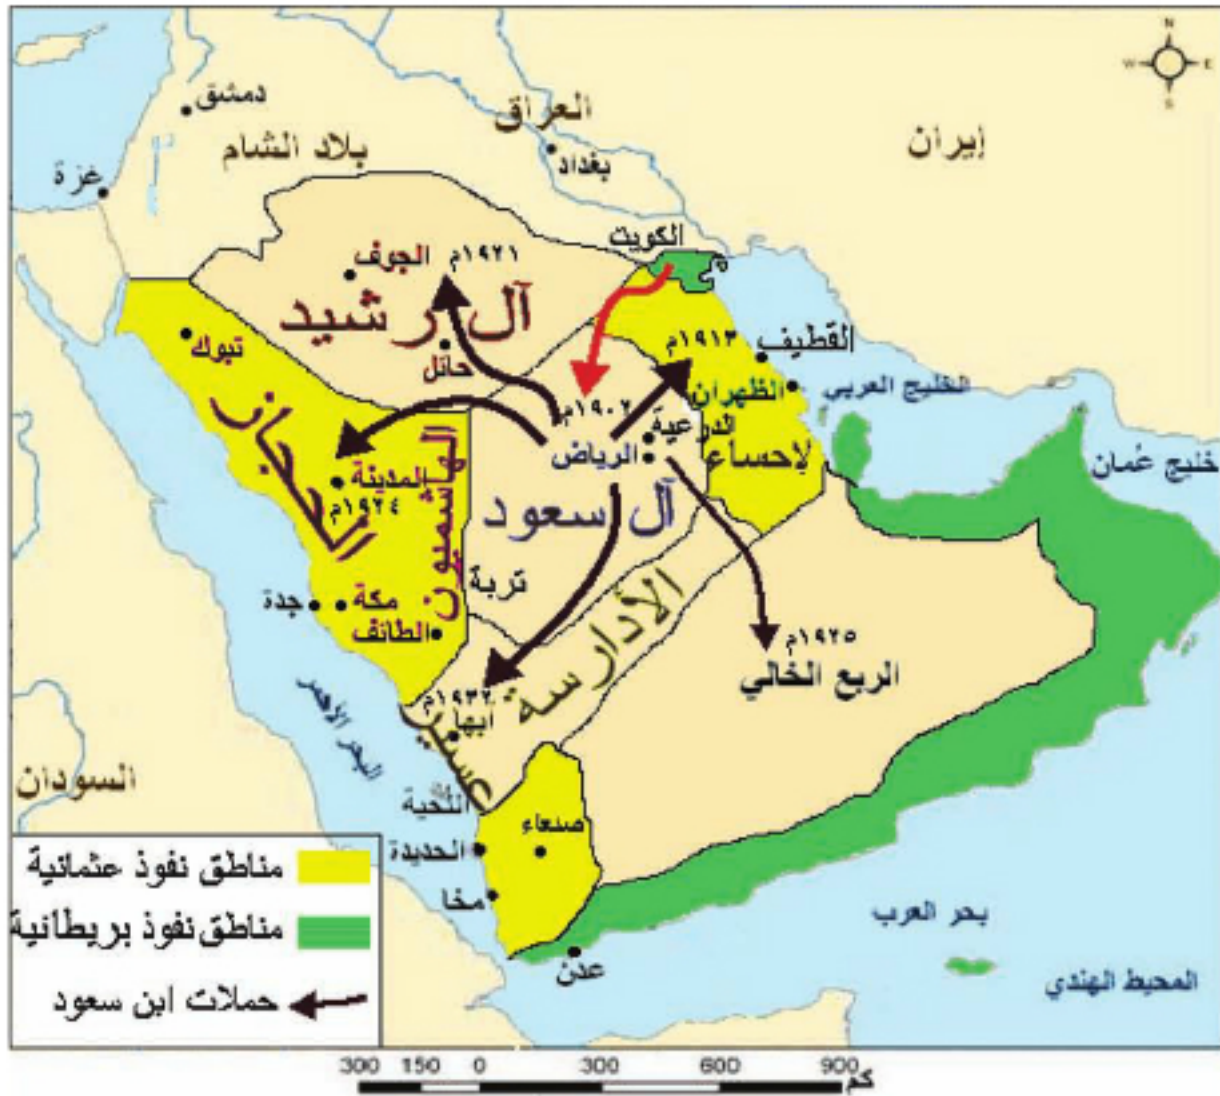 N
W
E
S
دمشق
العراق
إيران
بلاد الشام
بغداد
غزة
الكويت
الجوف
١٩٢١م
آل رشيد
حائل
تبوك
١٩١٣م
القطيف
الظهران
الخليج العربي
١٩٠٢م
الدرعية
الرياض
لإحساء
خليج عُمان
الحجاز
الهاشميون
المدينة
١٩٢٤م
آل سعود
تربة
جدة
مكة
الطائف
الأدارسة
١٩٢٥م
الربع الخالي
١٩٣٢م
أبها
عسير
البحر الأحمر
السودان
اللحية
صنعاء
الحديدة
مخا
عدن
بحر العرب
المحيط الهندي
مناطق نفوذ عثمانية
مناطق نفوذ بريطانية
حملات ابن سعود
300 150 0 300 600 900
كم